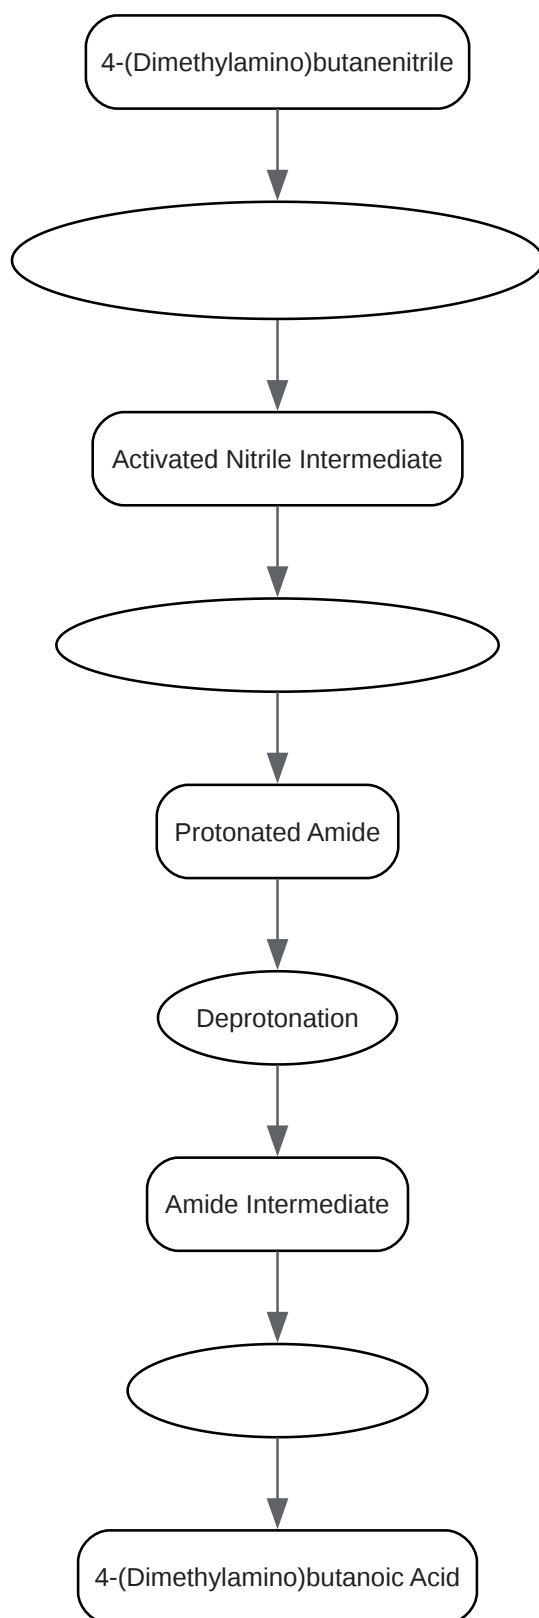 4-(Dimethylamino)butanenitrile
Activated Nitrile Intermediate
Protonated Amide
Deprotonation
Amide Intermediate
4-(Dimethylamino)butanoic Acid